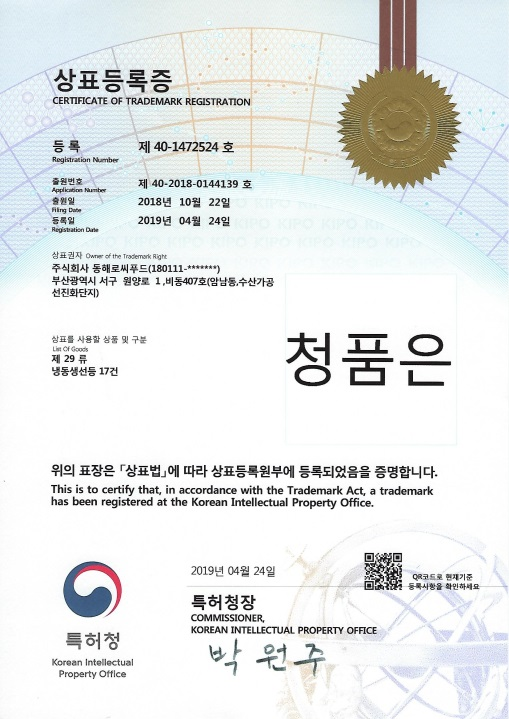 상표등록증
CERTIFICATE OF TRADEMARK REGISTRATION
등 록 제 40-1472524 호
Registration Number
출원번호 제 40-2018-0144139 호
Application Number
출원일 2018년 10월 22일
Filing Date
등록일 2019년 04월 24일
Registration Date
KIPO KIPO KIPO KIPO
상표권자 Owner of the Trademark Right
주식회사 동해로씨푸드(180111-*******)
부산광역시 서구 원양로 1,비동407호(암남동,수산가공
선진화단지)
상표를 사용할 상품 및 구분
List Of Goods
제 29 류
냉동생선등 17건
청품은
위의 표장은 「상표법」에 따라 상표등록원부에 등록되었음을 증명합니다.
This is to certify that, in accordance with the Trademark Act, a trademark
has been registered at the Korean Intellectual Property Office.
2019년 04월 24일
QR코드로 현재기준
등록사항을 확인하세요
특허청장
COMMISSIONER,
KOREAN INTELLECTUAL PROPERTY OFFICE
박원주
특허청
Korean Intellectual
Property Office